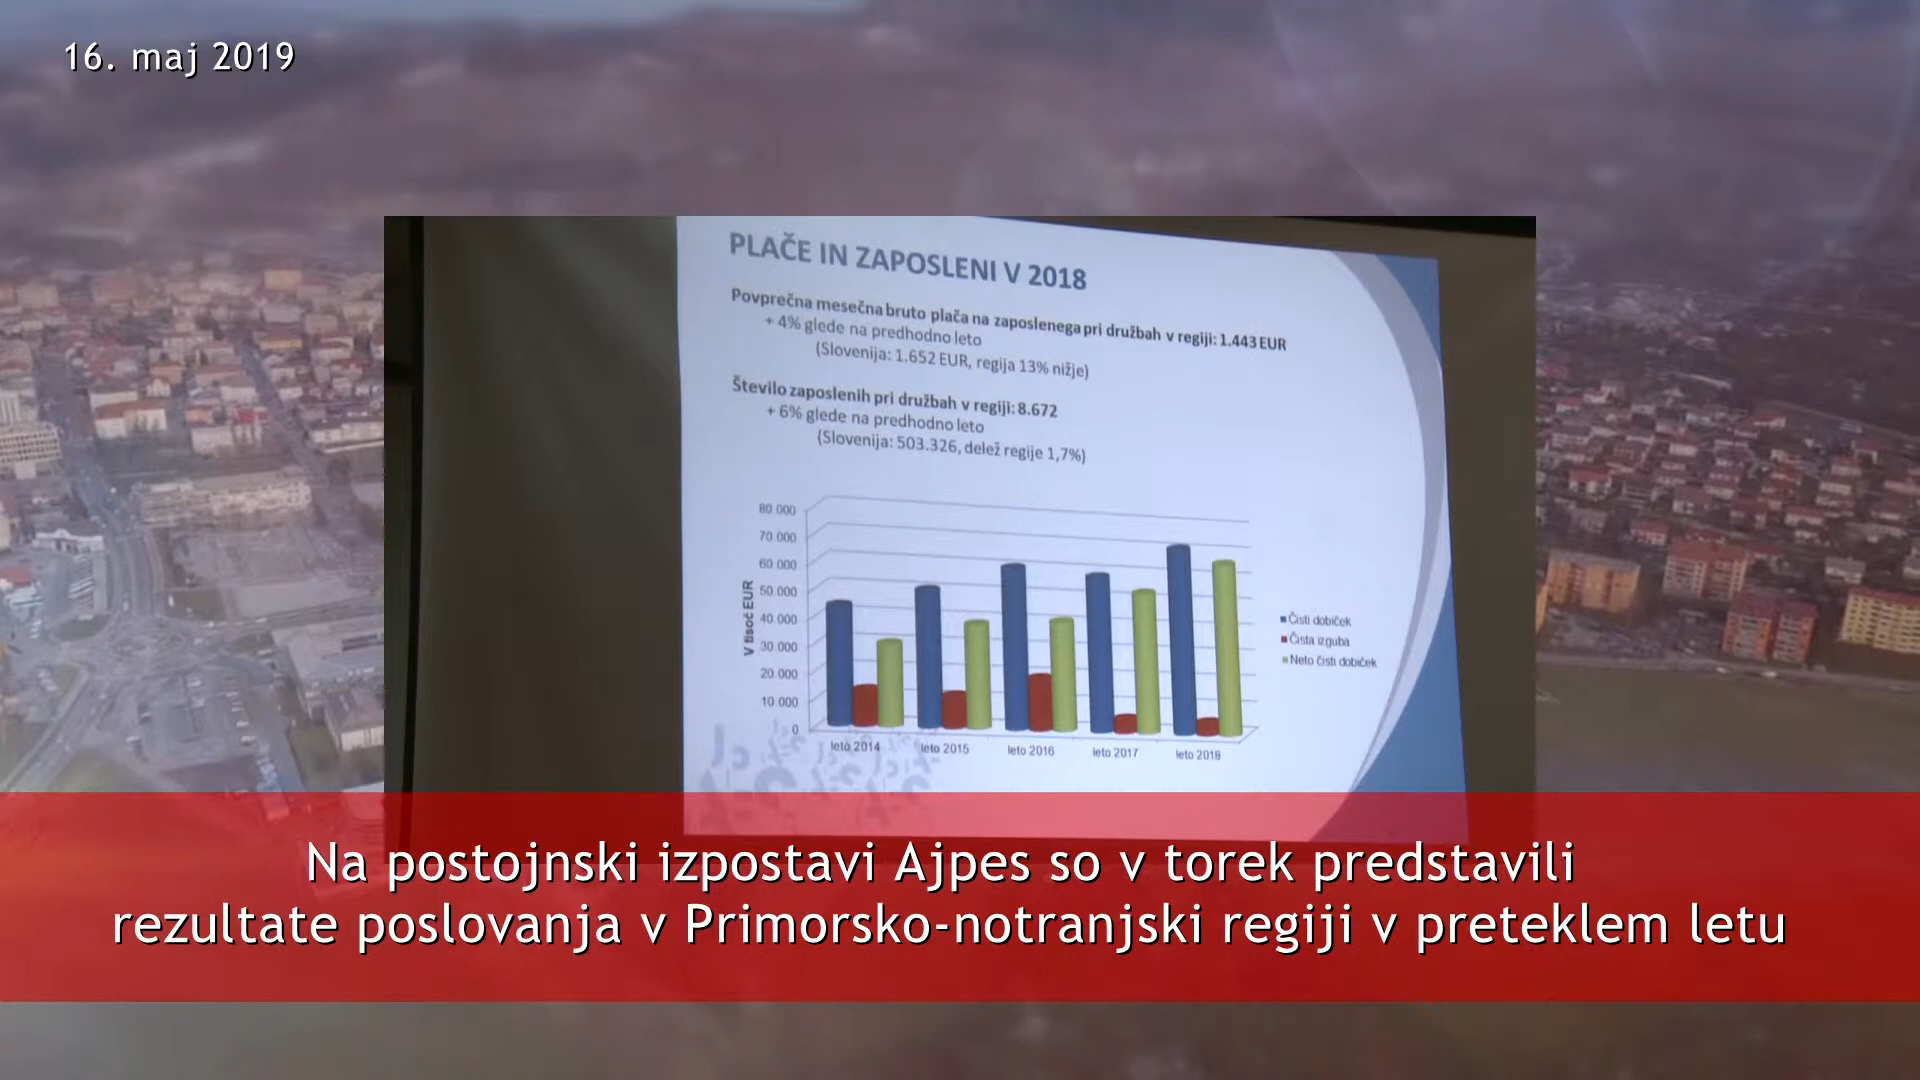 16. maj 2019
PLAČE IN ZAPOSLENI V 2018
Povprečna mesečna bruto plača na zaposlenega pri družbah v regiji: 1.443 EUR
+ 4% glede na predhodno leto
(Slovenija: 1.652 EUR, regija 13% nižje)
Število zaposlenih pri družbah v regiji: 8.672
+ 6% glede na predhodno leto
(Slovenija: 503.326, delež regije 1,7%)
V tisoč EUR
80 000
70 000
60 000
50 000
40 000
30 000
20 000
10 000
0
leto 2014
leto 2015
leto 2016
leto 2017
leto 2018
Čisti dobiček
Čista izguba
Neto čisti dobiček
Na postojnski izpostavi Ajpes so v torek predstavili
rezultate poslovanja v Primorsko-notranjski regiji v preteklem letu